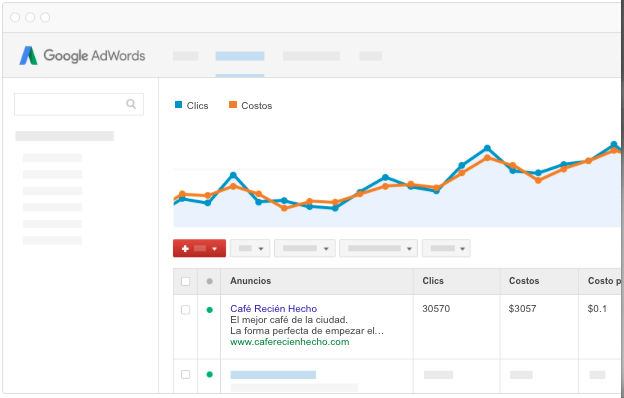 Google AdWords
Clics Costos
Anuncios Clics Costos Costo p
Café Recién Hecho 30570 $3057 $0.1
El mejor café de la ciudad.
La forma perfecta de empezar el...
www.caferecienhecho.com